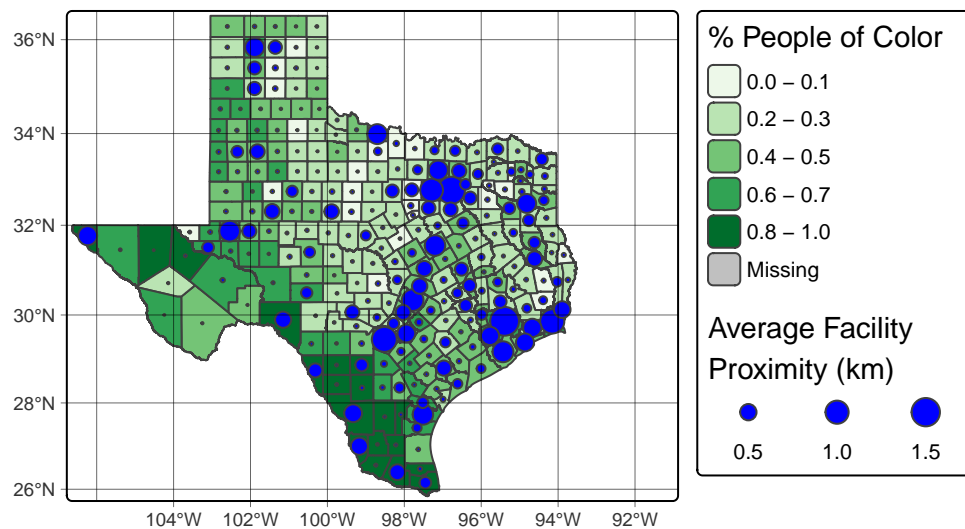 36°N
34°N
32°N
30°N
28°N
26°N
104°W
102°W
100°W
98°W
96°W
94°W
92°W
% People of Color
0.0 – 0.1
0.2 – 0.3
0.4 – 0.5
0.6 – 0.7
0.8 – 1.0
Missing
Average Facility
Proximity (km)
0.5
1.0
1.5